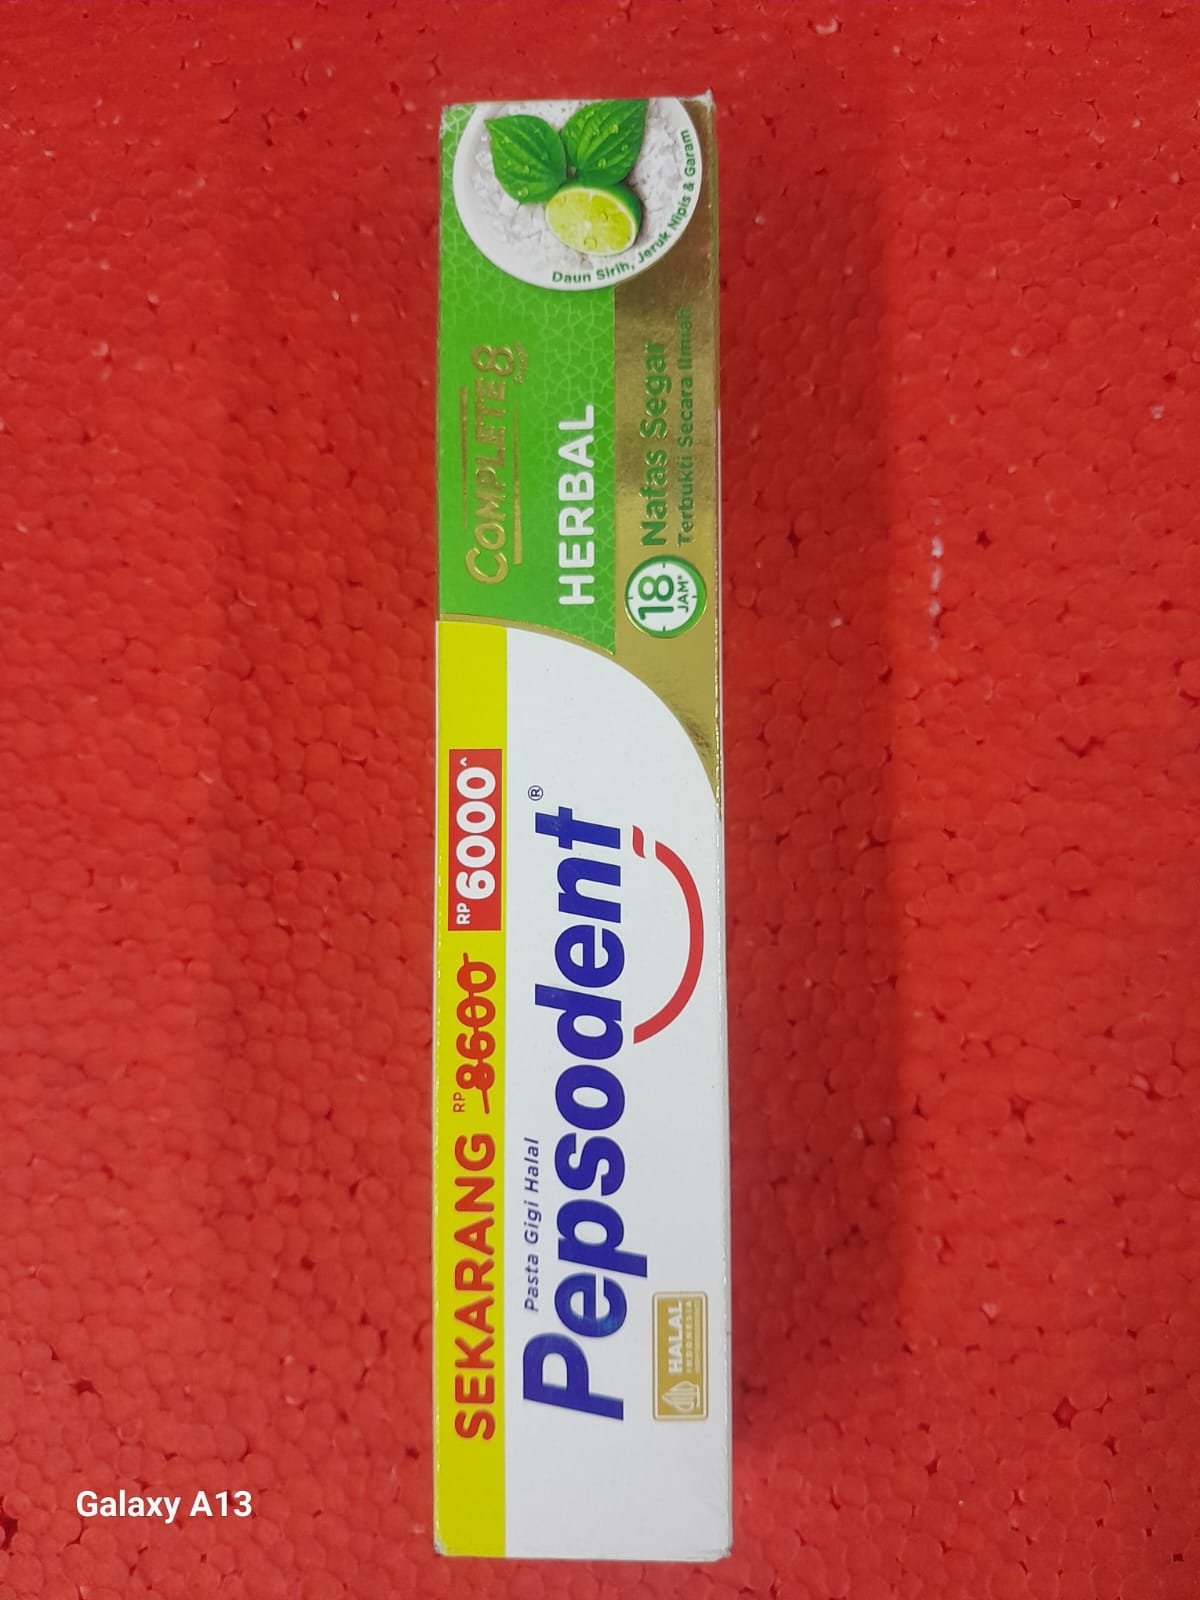 SEKARANG RP 8600 RP 6000^
Pasta Gigi Halal
Pepsodent®
HALAL
INDONESIA
COMPLETE 8
HERBAL
18 JAM* Nafas Segar
Terbukti Secara Ilmiah
Daun Sirih, Jeruk Nipis & Garam
Galaxy A13